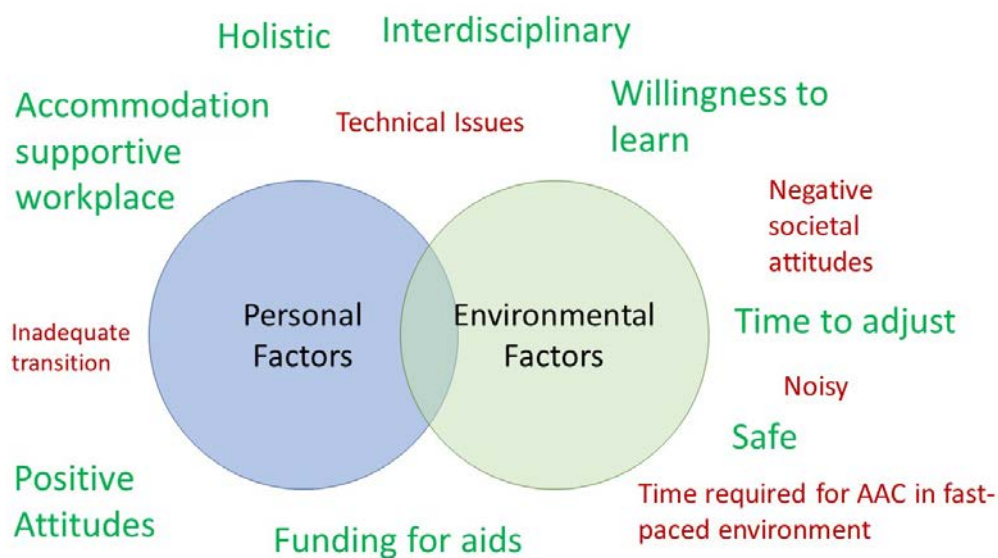 Holistic
Interdisciplinary
Accommodation
supportive
workplace
Technical Issues
Willingness to
learn
Negative
societal
attitudes
Personal
Factors
Environmental
Factors
Inadequate
transition
Time to adjust
Noisy
Safe
Positive
Attitudes
Time required for AAC in fast-
paced environment
Funding for aids